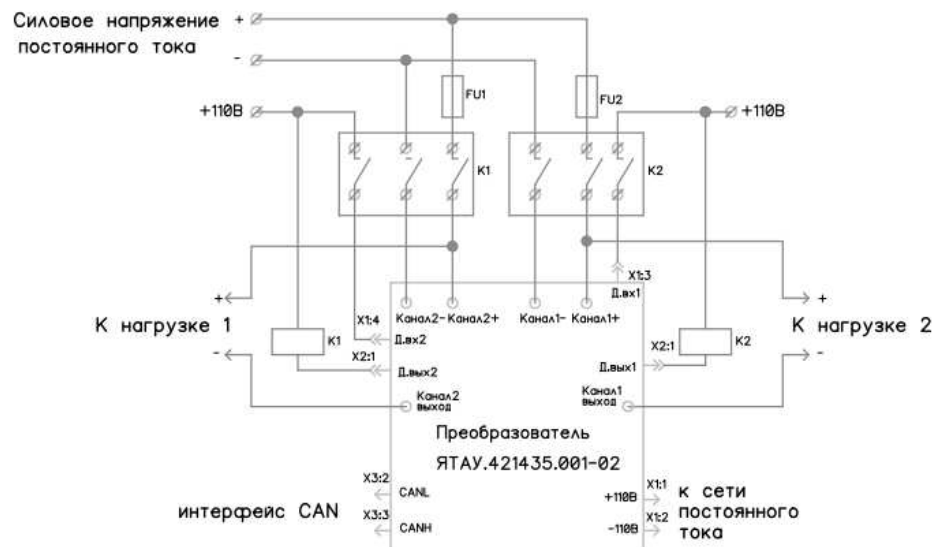 Силовое напряжение
постоянного тока
+
-
FU1
FU2
+110В
+110В
K1
K2
X1:3
Д.вх1
Канал2-
Канал2+
Канал1-
Канал1+
+
К нагрузке 1
-
+
К нагрузке 2
-
X1:4
Д.вх2
K1
X2:1
Д.вых2
X2:1
Д.вых1
K2
Канал2
выход
Канал1
выход
Преобразователь
ЯТАУ.421435.001-02
интерфейс CAN
X3:2
CANL
X3:3
CANH
X1:1
+110В
X1:2
-110В
к сети
постоянного
тока